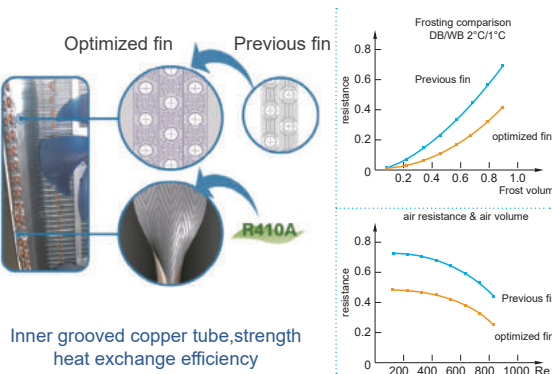 Optimized fin
Previous fin
R410A
Inner grooved copper tube,strength
heat exchange efficiency
Frosting comparison
DB/WB 2°C/1°C
0.8
0.6
0.4
0.2
0
resistance
Previous fin
optimized fin
0.2 0.4 0.6 0.8 1.0
Frost volum
air resistance & air volume
0.8
0.6
0.4
0.2
0
resistance
Previous fi
optimized fin
200 400 600 800 1000 Re